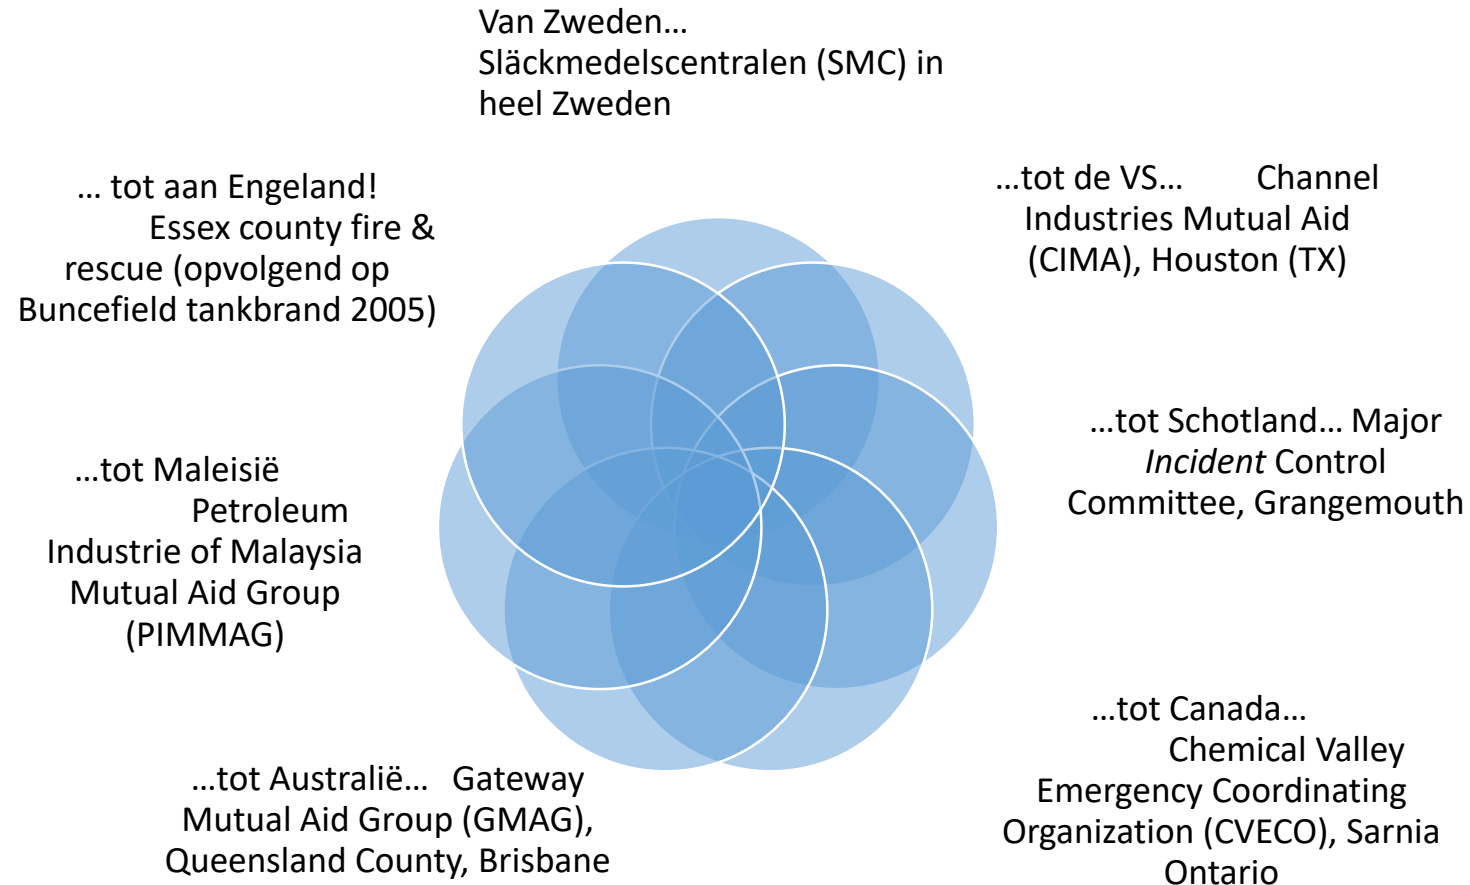 Van Zweden…
Släckmedelscentralen (SMC) in
heel Zweden
…tot de VS… Channel
Industries Mutual Aid
(CIMA), Houston (TX)
…tot Schotland… Major
Incident Control
Committee, Grangemouth
…tot Canada…
Chemical Valley
Emergency Coordinating
Organization (CVECO), Sarnia
Ontario
…tot Australië… Gateway
Mutual Aid Group (GMAG),
Queensland County, Brisbane
…tot Maleisië
Petroleum
Industrie of Malaysia
Mutual Aid Group
(PIMMAG)
… tot aan Engeland!
Essex county fire &
rescue (opvolgend op
Buncefield tankbrand 2005)